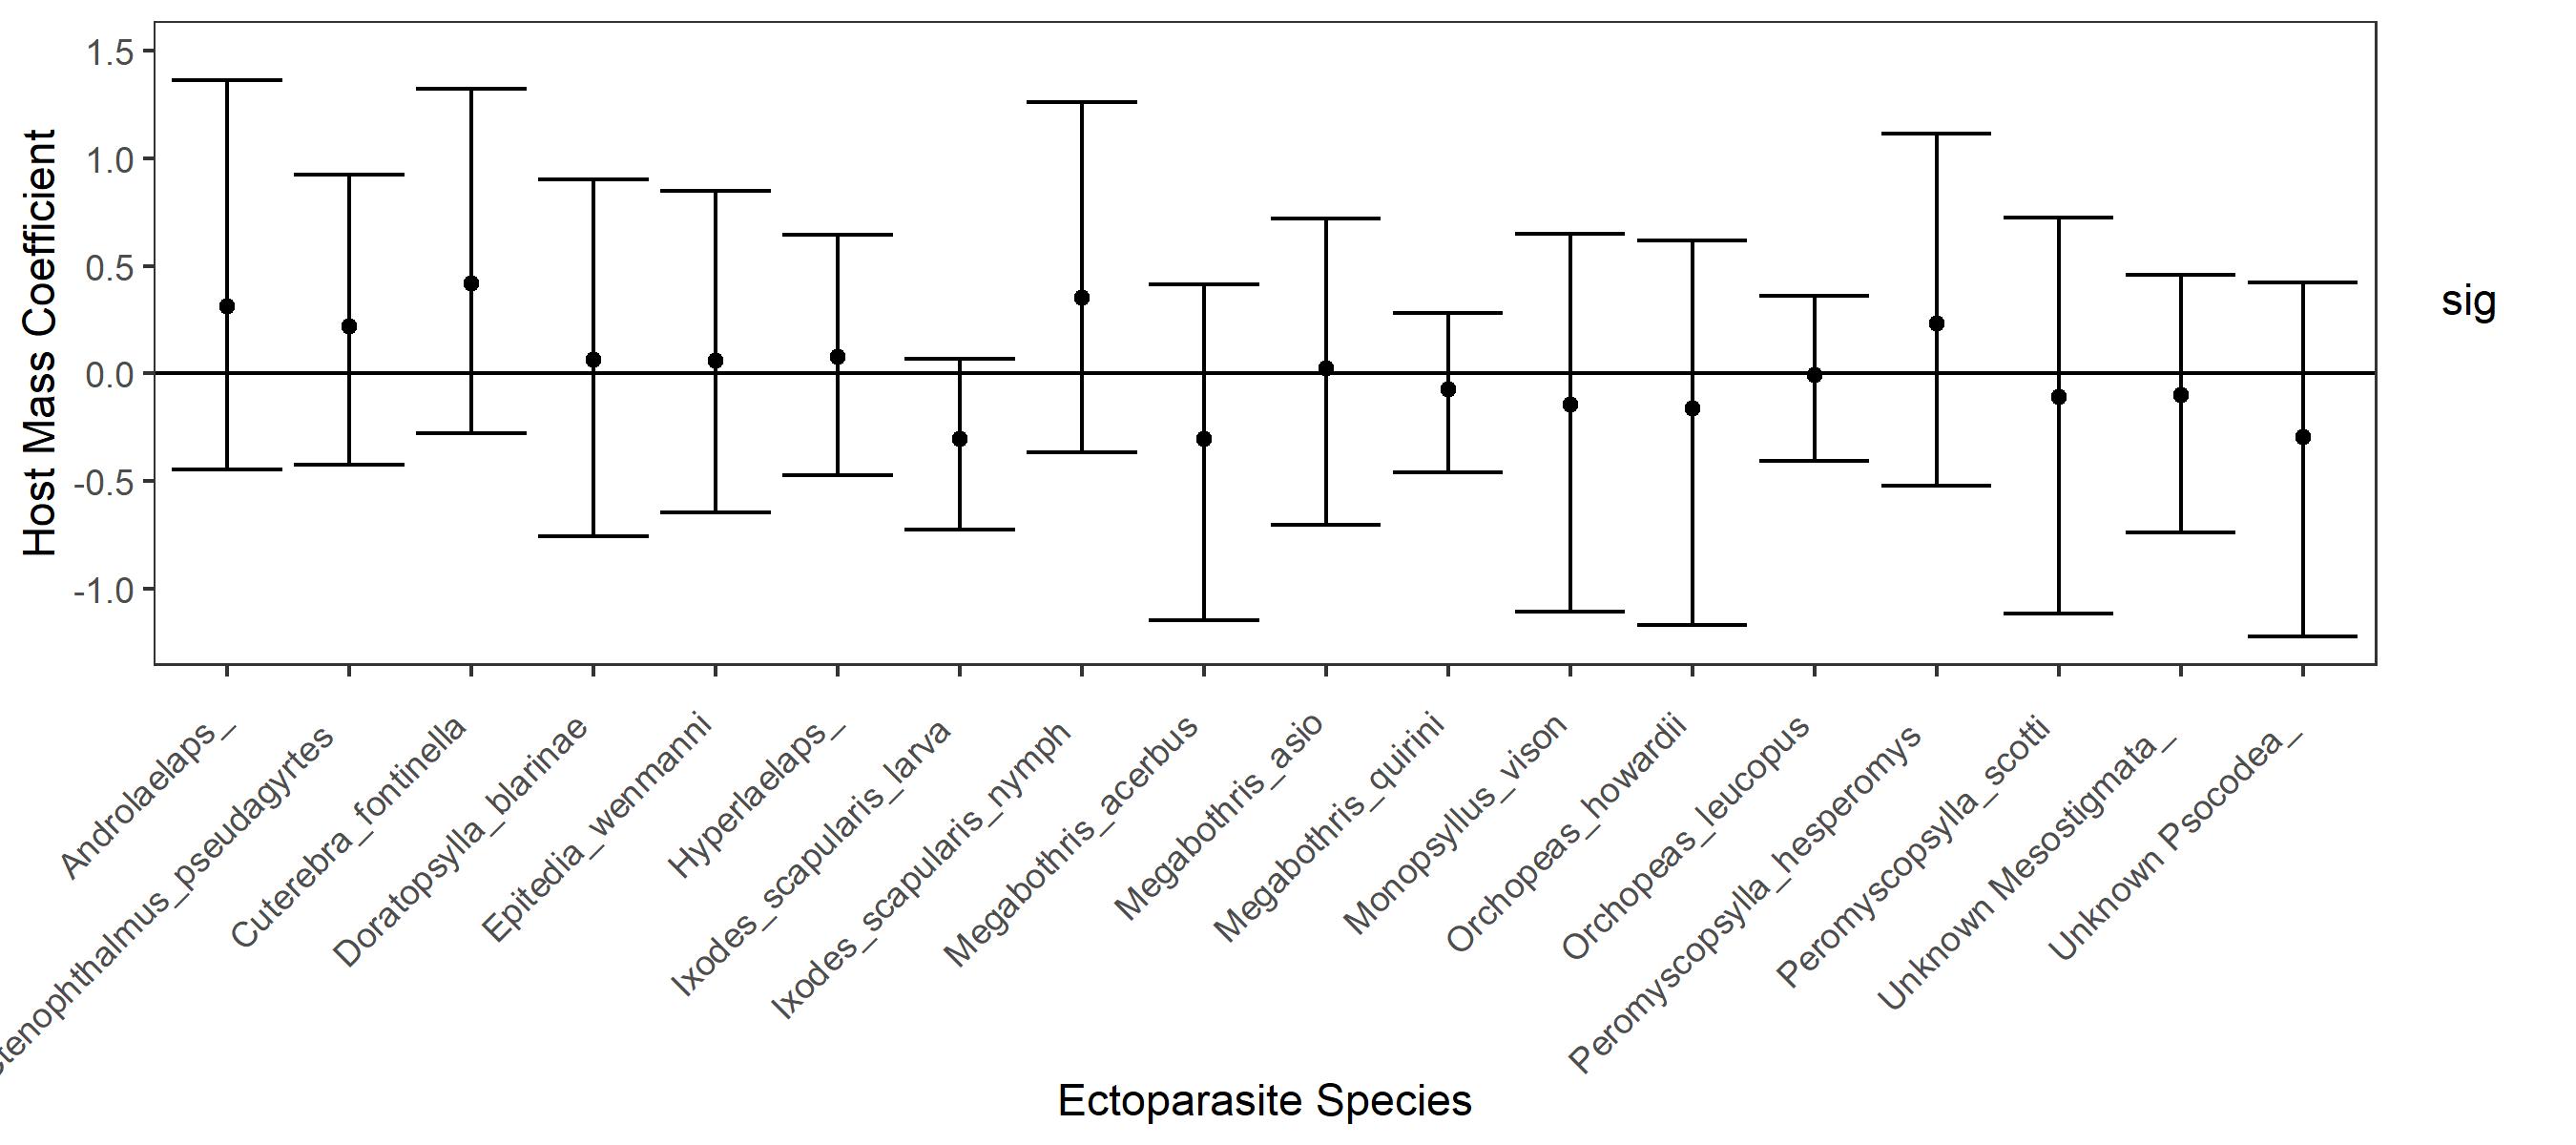 1.5
1.0
0.5
0.0
-0.5
-1.0
Host Mass Coefficient
sig
Androlaelaps_
tenophthalmus_pseudagyrtes
Cuterebra_fontinella
Doratopsylla_blarinae
Epitedia_wenmanni
Hyperlaelaps_
Ixodes_scapularis_larva
Ixodes_scapularis_nymph
Megabothris_acerbus
Megabothris_asio
Megabothris_quirini
Monopsyllus_vison
Orchopeas_howardii
Orchopeas_leucopus
Peromyscopsylla_hesperomys
Peromyscopsylla_scotti
Unknown Mesostigmata_
Unknown Psocodea_
Ectoparasite Species